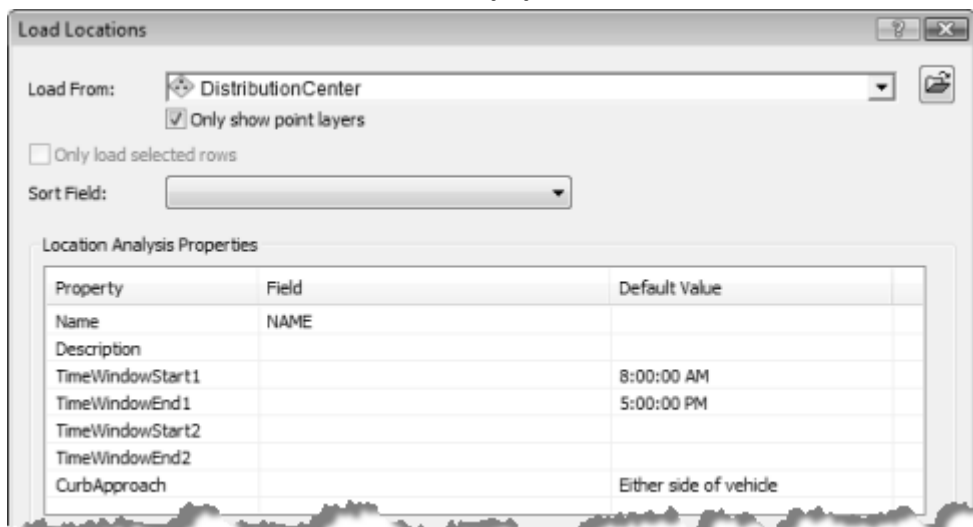 Load Locations
Load From: DistributionCenter
Only show point layers
Only load selected rows
Sort Field:
Location Analysis Properties
Property Field Default Value
Name NAME
Description
TimeWindowStart1 8:00:00 AM
TimeWindowEnd1 5:00:00 PM
TimeWindowStart2
TimeWindowEnd2
CurbApproach Either side of vehicle